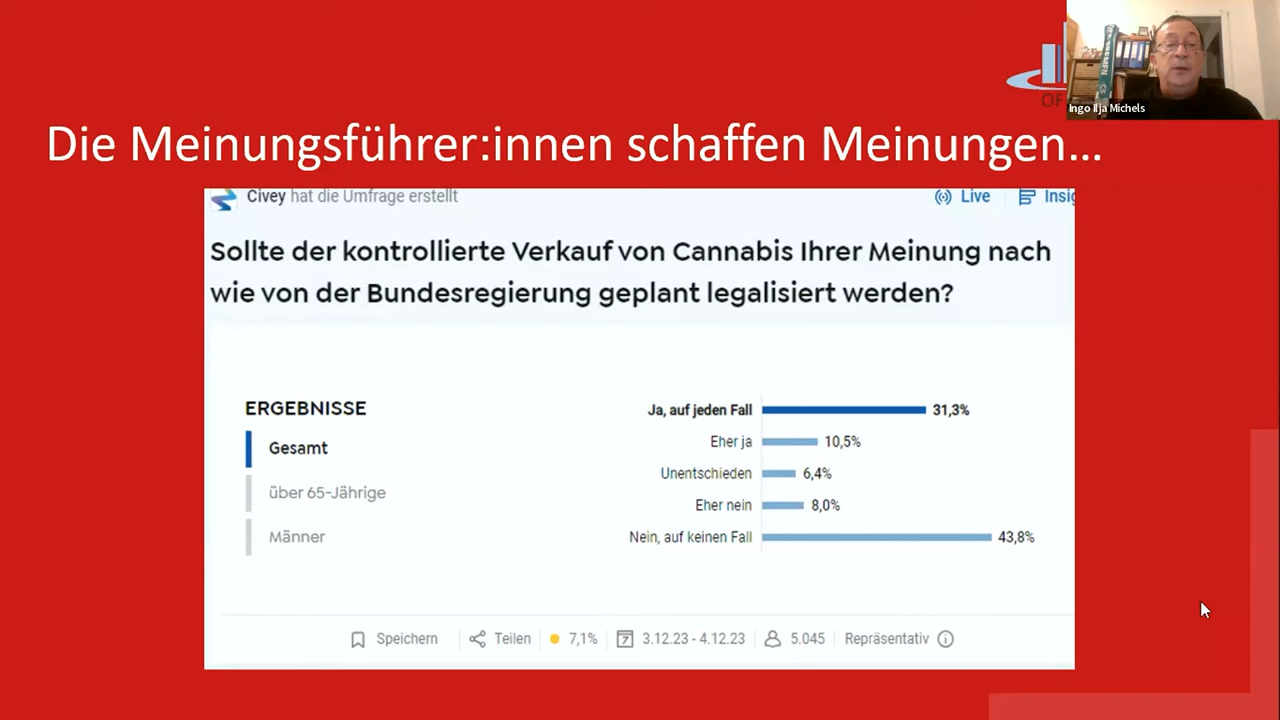 OF
Ingo Ilja Michels
Die Meinungsführer:innen schaffen Meinungen...
Civey hat die Umfrage erstellt
Live
Insig
Sollte der kontrollierte Verkauf von Cannabis Ihrer Meinung nach
wie von der Bundesregierung geplant legalisiert werden?
ERGEBNISSE
Gesamt
über 65-Jährige
Männer
Ja, auf jeden Fall 31,3%
Eher ja 10,5%
Unentschieden 6,4%
Eher nein 8,0%
Nein, auf keinen Fall 43,8%
Speichern Teilen 7,1% 3.12.23 - 4.12.23 5.045 Repräsentativ